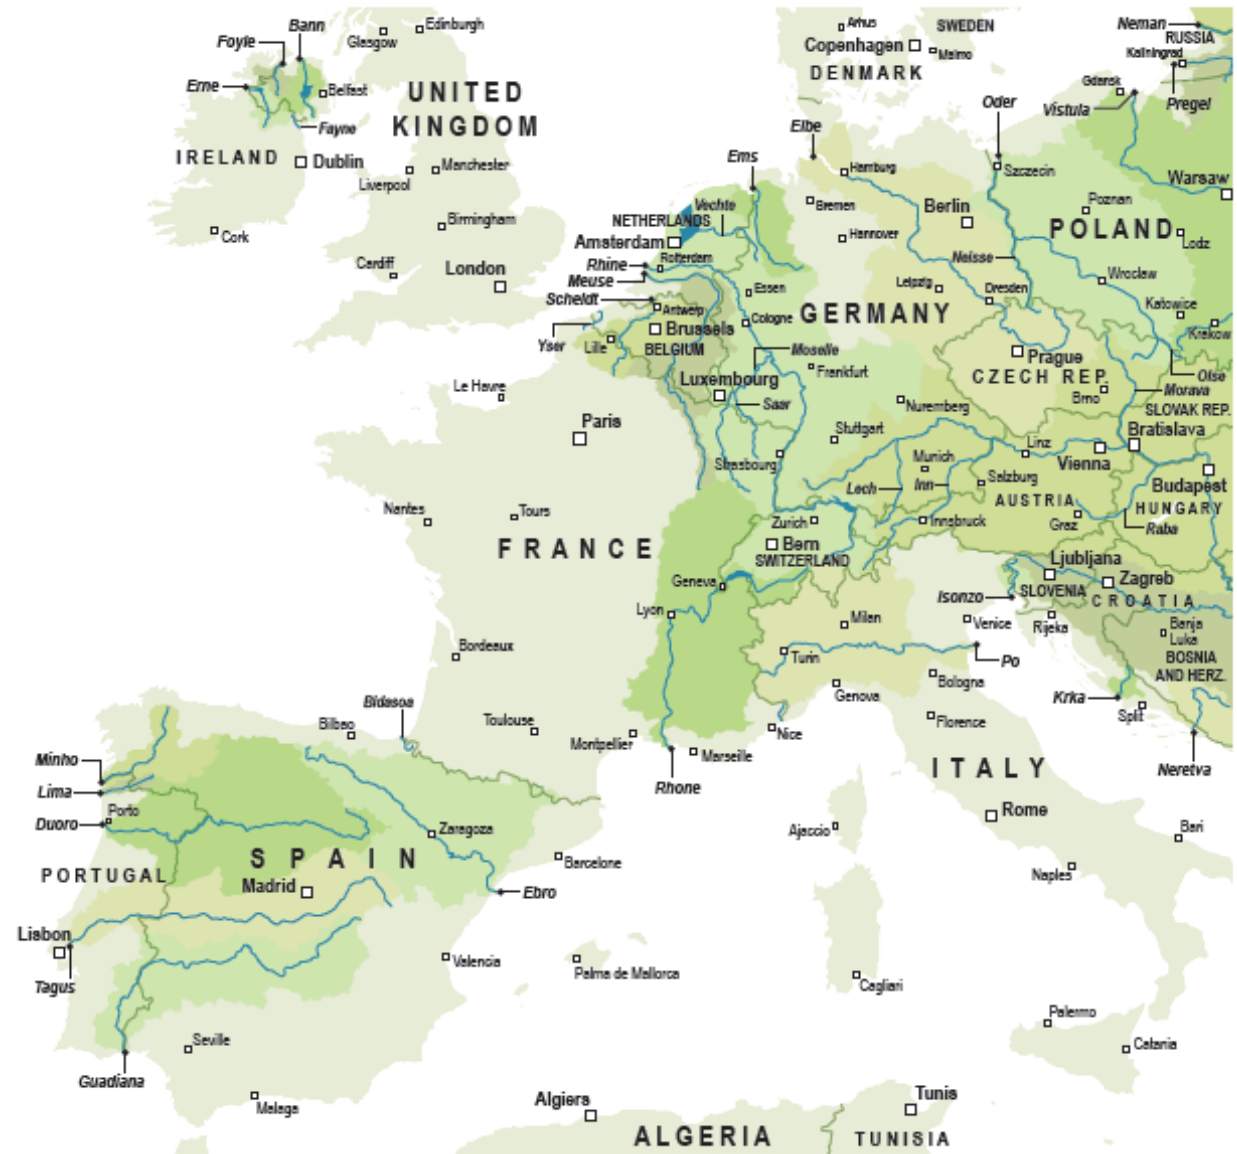 Bann
Edinburgh
Arhus
SWEDEN
Neman
Foyle
Glasgow
Copenhagen
Malmo
RUSSIA
Kaliningrad
DENMARK
Erne
Belfast
UNITED
KINGDOM
Gdansk
Oder
Vistula
Pregel
Fayne
Elbe
IRELAND
Dublin
Manchester
Liverpool
Ems
Hamburg
Szczecin
Warsaw
Vechte
Bremen
Berlin
Poznan
Birmingham
NETHERLANDS
POLAND
Cork
Amsterdam
Hannover
Lodz
Cardiff
London
Rhine
Rotterdam
Neisse
Meuse
Essen
Leipzig
Dresden
Wrocław
Scheldt
Antwerp
GERMANY
Katowice
Cologne
Brussels
Krakow
Yser
Lille
BELGIUM
Moselle
Prague
Luxembourg
Frankfurt
CZECH REP.
Olse
Le Havre
Brno
Morava
Saar
Nuremberg
SLOVAK REP.
Paris
Stuttgart
Linz
Bratislava
Strasbourg
Munich
Vienna
Salzburg
Budapest
Lech
Inn
AUSTRIA
HUNGARY
Nantes
Tours
Zurich
Innsbruck
Graz
Raba
FRANCE
Bern
SWITZERLAND
Ljubljana
Geneva
Zagreb
SLOVENIA
Isonzo
CROATIA
Lyon
Milan
Venice
Rijeka
Banja
Luka
Bordeaux
Turin
Po
BOSNIA
AND HERZ.
Bologna
Genova
Krka
Bidasoa
Split
Bilbao
Toulouse
Florence
Montpellier
Nice
Marseille
Minho
ITALY
Neretva
Rhone
Lima
Porto
Rome
Duoro
Zaragoza
Ajaccio
Bari
SPAIN
Barcelone
PORTUGAL
Madrid
Naples
Ebro
Lisbon
Valencia
Palma de Mallorca
Tagus
Cagliari
Palermo
Seville
Catania
Guadiana
Malaga
Algiers
Tunis
ALGERIA
TUNISIA